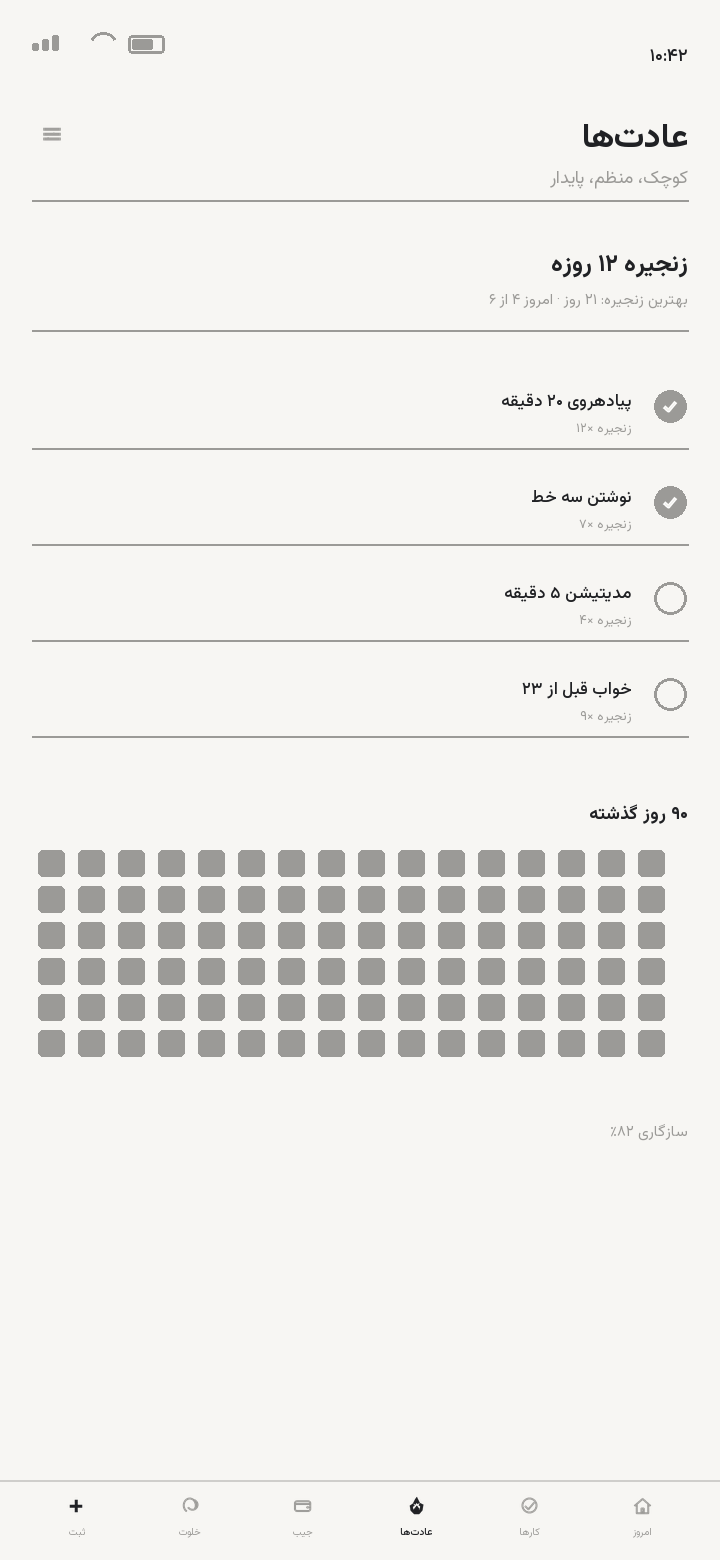 ۱۰:۴۲
عادت‌ها
کوچک، منظم، پایدار
زنجیره ۱۲ روزه
بهترین زنجیره: ۲۱ روز · امروز ۴ از ۶
پیاده‌روی ۲۰ دقیقه
زنجیره ×۱۲
نوشتن سه خط
زنجیره ×۷
مدیتیشن ۵ دقیقه
زنجیره ×۴
خواب قبل از ۲۳
زنجیره ×۹
۹۰ روز گذشته
سازگاری ۸۲٪
امروز
کارها
عادت‌ها
جیب
خلوت
ثبت